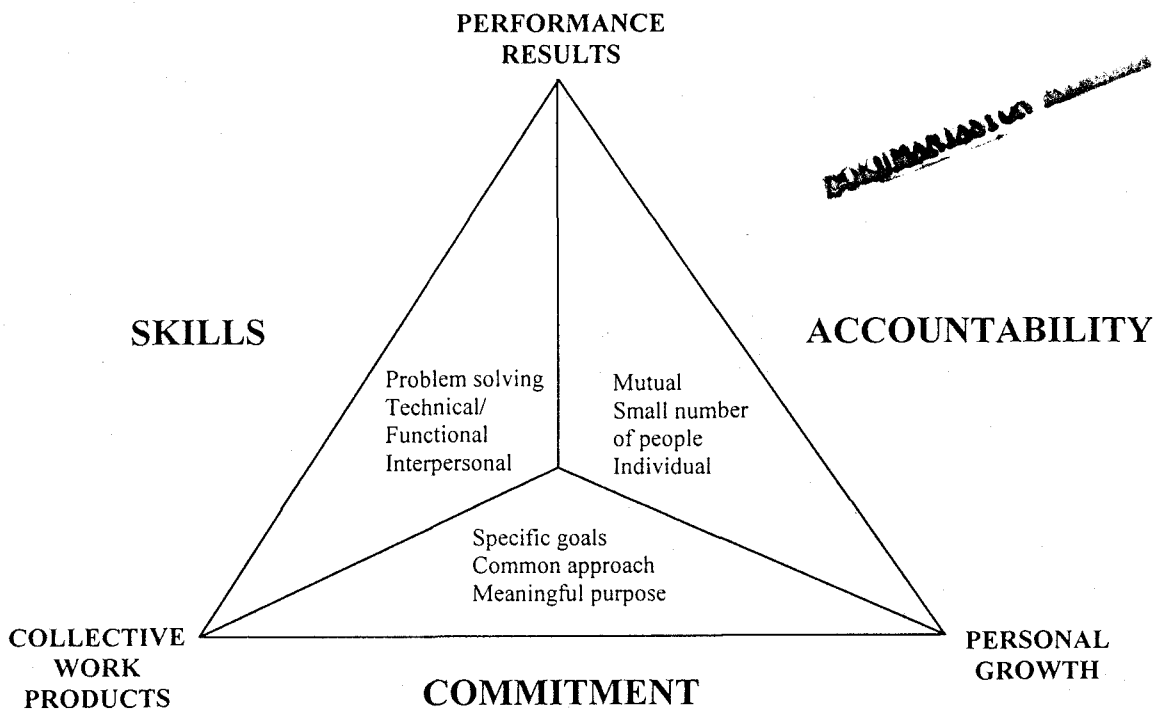 PERFORMANCE
RESULTS
SKILLS
ACCOUNTABILITY
Problem solving
Technical/
Functional
Interpersonal
Mutual
Small number
of people
Individual
Specific goals
Common approach
Meaningful purpose
COLLECTIVE
WORK
PRODUCTS
PERSONAL
GROWTH
COMMITMENT